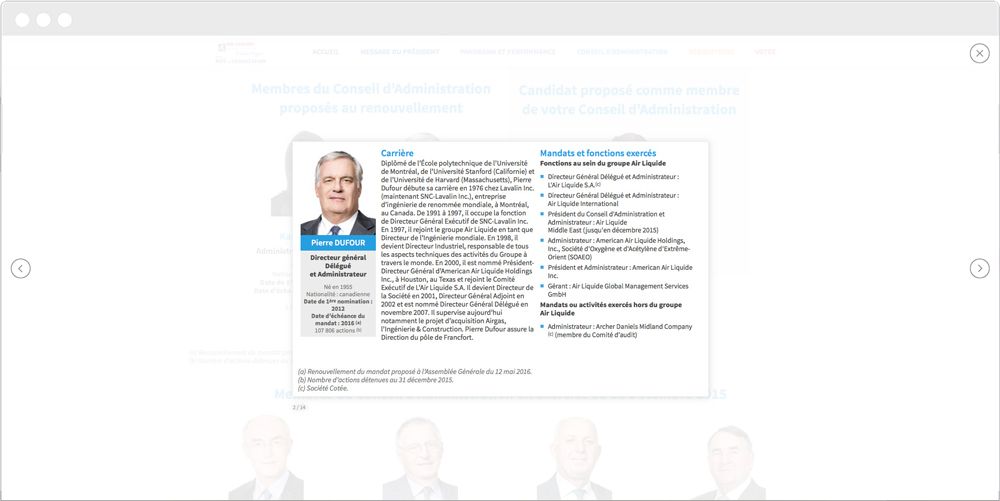 ACCUEIL MESSAGE DU PRÉSIDENT PANORAMA ET PERFORMANCE CONSEIL D'ADMINISTRATION RÉSOLUTIONS VOTES
Membres du Conseil d'Administration
proposés au renouvellement
Candidat proposé comme membre
de votre Conseil d'Administration
Pierre DUFOUR
Directeur général
Délégué
et Administrateur
Né en 1955
Nationalité : canadienne
Date de 1ère nomination :
2012
Date d'échéance du
mandat : 2016 (a)
107 806 actions (b)
Carrière
Diplômé de l'École polytechnique de l'Université
de Montréal, de l'Université Stanford (Californie) et
de l'Université de Harvard (Massachusetts), Pierre
Dufour débute sa carrière en 1976 chez Lavalin Inc.
(maintenant SNC-Lavalin Inc.), entreprise
d'ingénierie de renommée mondiale, à Montréal,
au Canada. De 1991 à 1997, il occupe la fonction
de Directeur Général Exécutif de SNC-Lavalin Inc.
En 1997, il rejoint le groupe Air Liquide en tant que
Directeur de l'Ingénierie mondiale. En 1998, il
devient Directeur Industriel, responsable de tous
les aspects techniques des activités du Groupe à
travers le monde. En 2000, il est nommé Président-
Directeur Général d'American Air Liquide Holdings
Inc., à Houston, au Texas et rejoint le Comité
Exécutif de L'Air Liquide S.A. Il devient Directeur de
la Société en 2001, Directeur Général Adjoint en
2002 et est nommé Directeur Général Délégué en
novembre 2007. Il supervise aujourd'hui
notamment le projet d'acquisition Airgas,
l'Ingénierie & Construction. Pierre Dufour assure la
Direction du pôle de Francfort.
Mandats et fonctions exercés
Fonctions au sein du groupe Air Liquide
Directeur Général Délégué et Administrateur :
L'Air Liquide S.A.(c)
Directeur Général Délégué et Administrateur :
Air Liquide International
Président du Conseil d'Administration et
Administrateur : Air Liquide
Middle East (jusqu'en décembre 2015)
Administrateur : American Air Liquide Holdings,
Inc., Société d'Oxygène et d'Acétylène d'Extrême-
Orient (SOAEO)
Président et Administrateur : American Air Liquide
Inc.
Gérant : Air Liquide Global Management Services
GmbH
Mandats ou activités exercés hors du groupe
Air Liquide
Administrateur : Archer Daniels Midland Company
(c) (membre du Comité d'audit)
(a) Renouvellement du mandat proposé à l'Assemblée Générale du 12 mai 2016.
(b) Nombre d'actions détenues au 31 décembre 2015.
(c) Société Cotée.
2 / 14